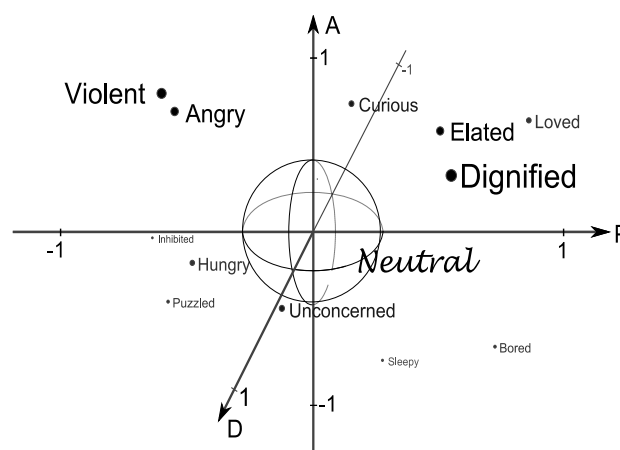 A
1
-1
Violent
Angry
Curious
Elated
Loved
Dignified
P
-1
1
Inhibited
Hungry
Neutral
Puzzled
Unconcerned
Bored
Sleepy
1
-1
D